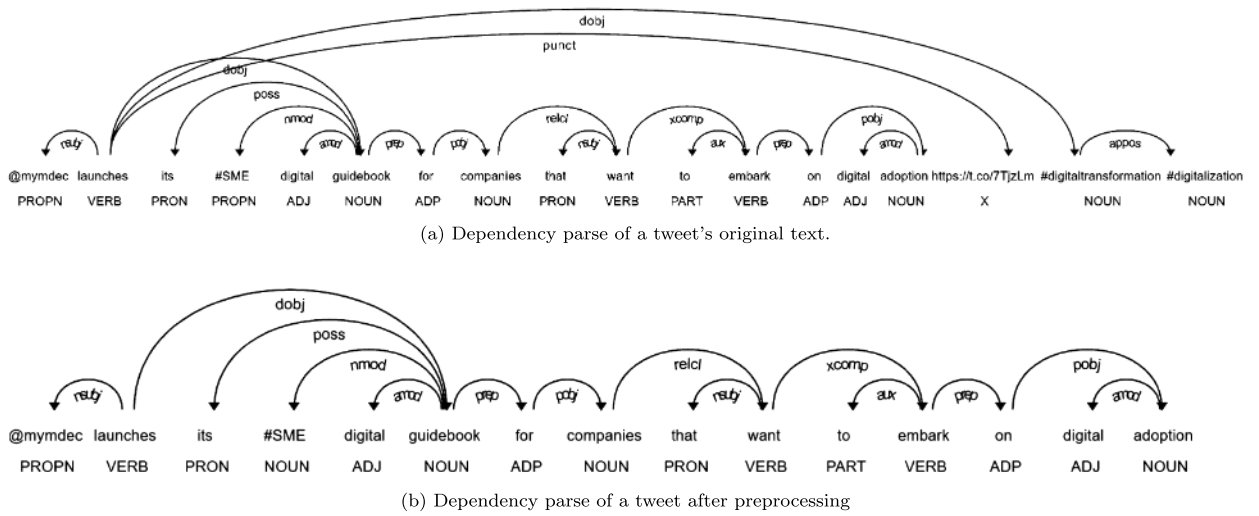 dobj
punct
dobj
poss
nmod relcl xcomp pobj
nsubj amod prep pobj nsubj aux prep amod appos
@mymdec launches its #SME digital guidebook for companies that want to embark on digital adoption https://t.co/7TjzLm #digitaltransformation #digitalization
PROPN VERB PRON PROPN ADJ NOUN ADP NOUN PRON VERB PART VERB ADP ADJ NOUN X NOUN NOUN
(a) Dependency parse of a tweet's original text.
dobj
poss
nmod relcl xcomp pobj
nsubj amod prep pobj nsubj aux prep amod
@mymdec launches its #SME digital guidebook for companies that want to embark on digital adoption
PROPN VERB PRON NOUN ADJ NOUN ADP NOUN PRON VERB PART VERB ADP ADJ NOUN
(b) Dependency parse of a tweet after preprocessing